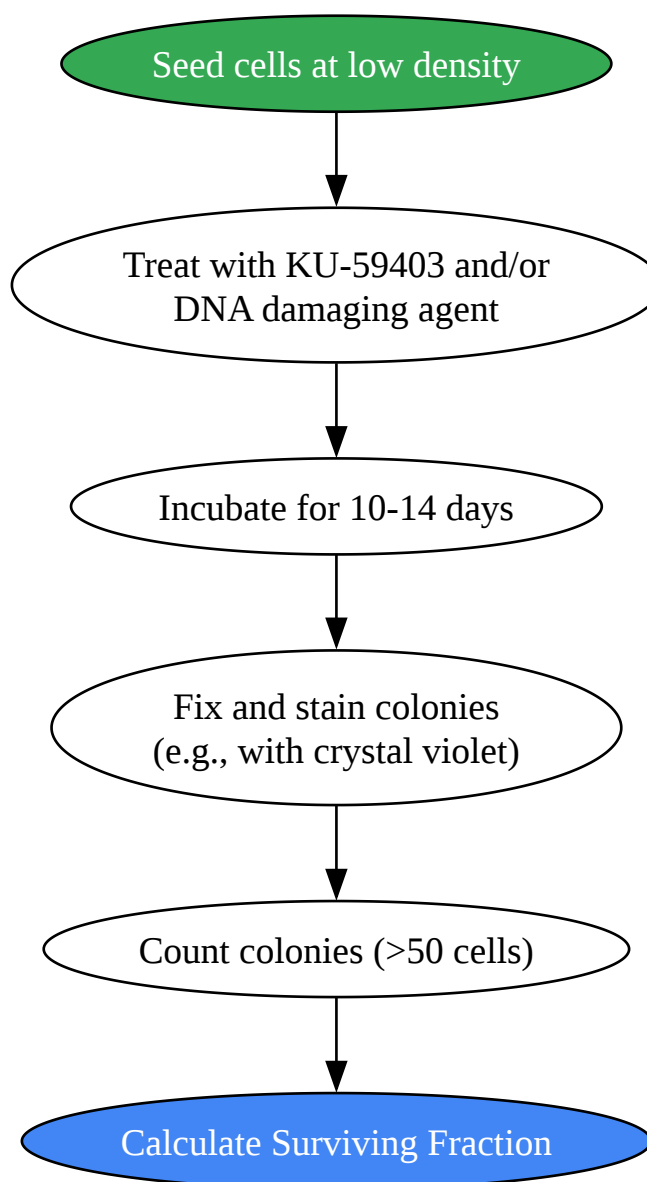 Seed cells at low density
Treat with KU-59403 and/or
DNA damaging agent
Incubate for 10-14 days
Fix and stain colonies
(e.g., with crystal violet)
Count colonies (>50 cells)
Calculate Surviving Fraction